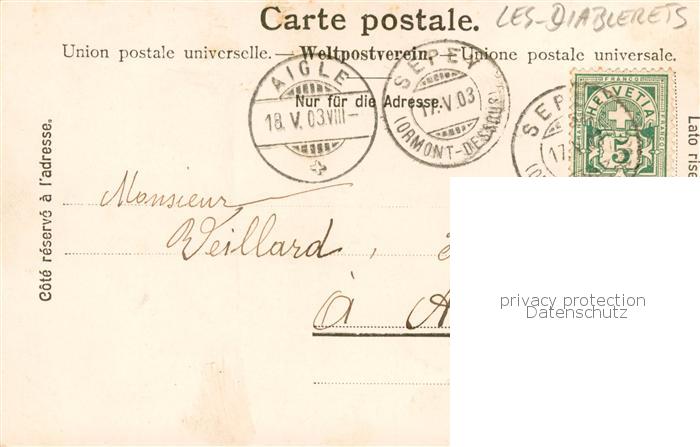 Carte postale. LES-DIABLERETS
Union postale universelle. — Weltpostverein. — Unione postale universale.
Nur für die Adresse.
AIGLE
18.V.03.VIII–
SEPEY
17.V.03
(ORMONT-DESSOUS)
SEP
17.V
FRANCO
HELVETIA
5
Côté réservé à l'adresse.
Lato rise
Monsieur
Veillard,
à A
privacy protection
Datenschutz